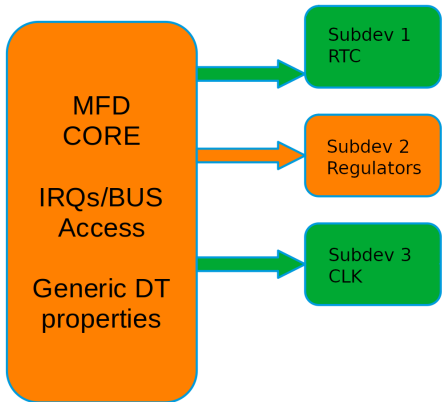 MFD
CORE
IRQs/BUS
Access
Generic DT
properties
Subdev 1
RTC
Subdev 2
Regulators
Subdev 3
CLK